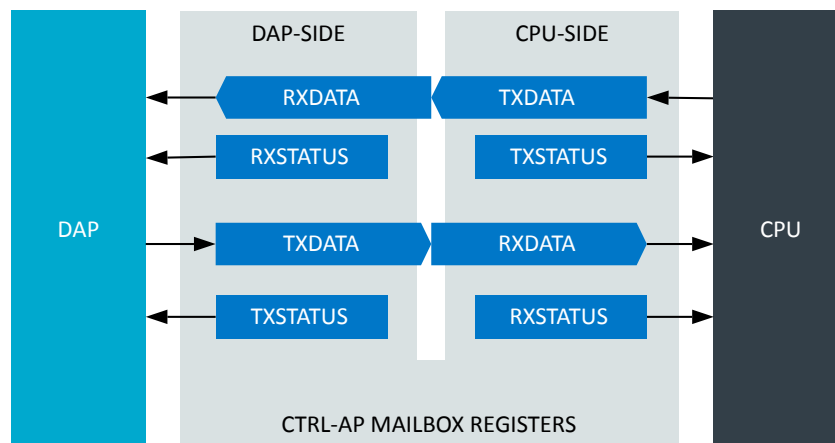 DAP-SIDE
CPU-SIDE
RXDATA
TXDATA
RXSTATUS
TXSTATUS
DAP
TXDATA
RXDATA
CPU
TXSTATUS
RXSTATUS
CTRL-AP MAILBOX REGISTERS